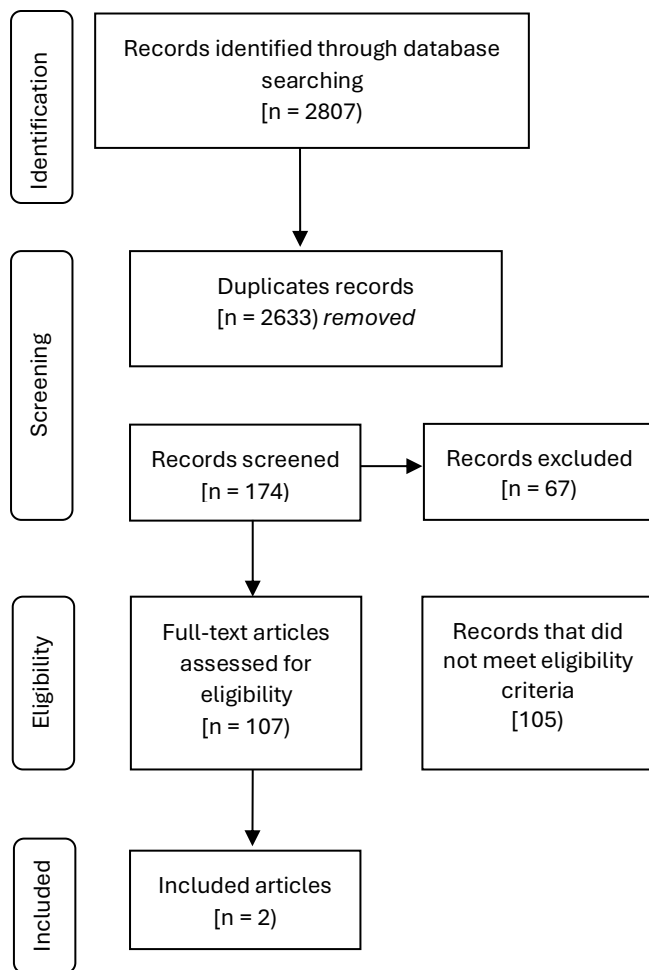 Identification
Records identified through database
searching
[n = 2807)
Screening
Duplicates records
[n = 2633) removed
Records screened
[n = 174)
Records excluded
[n = 67)
Eligibility
Full-text articles
assessed for
eligibility
[n = 107)
Records that did
not meet eligibility
criteria
[105)
Included
Included articles
[n = 2)